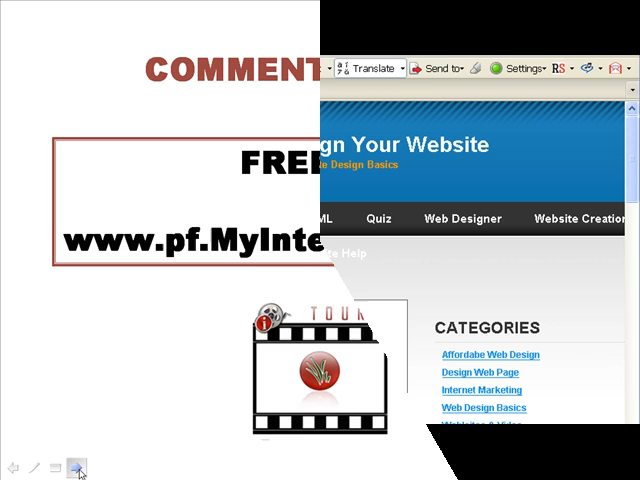 COMMENT
FREE
www.pf.MyInte
TOUR
Translate
Send to
Settings
RS
gn Your Website
te Design Basics
ML
Quiz
Web Designer
Website Creation
te Help
CATEGORIES
Affordabe Web Design
Design Web Page
Internet Marketing
Web Design Basics